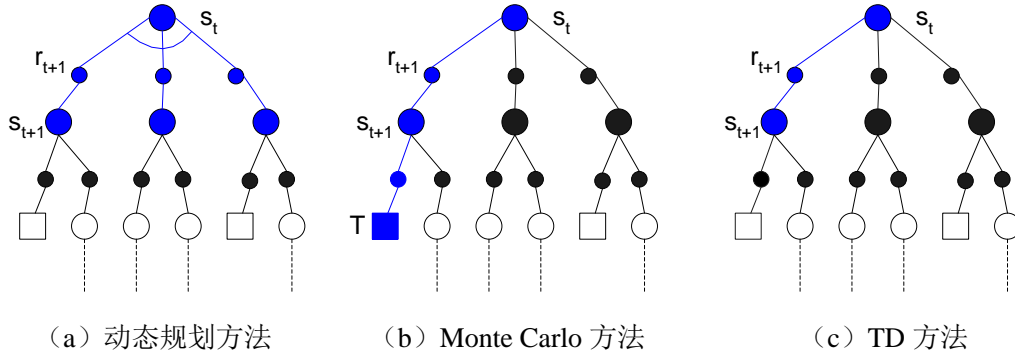 s_t s_t s_t
r_{t+1} r_{t+1} r_{t+1}
s_{t+1} s_{t+1} s_{t+1}
T
（a）动态规划方法 （b）Monte Carlo 方法 （c）TD 方法